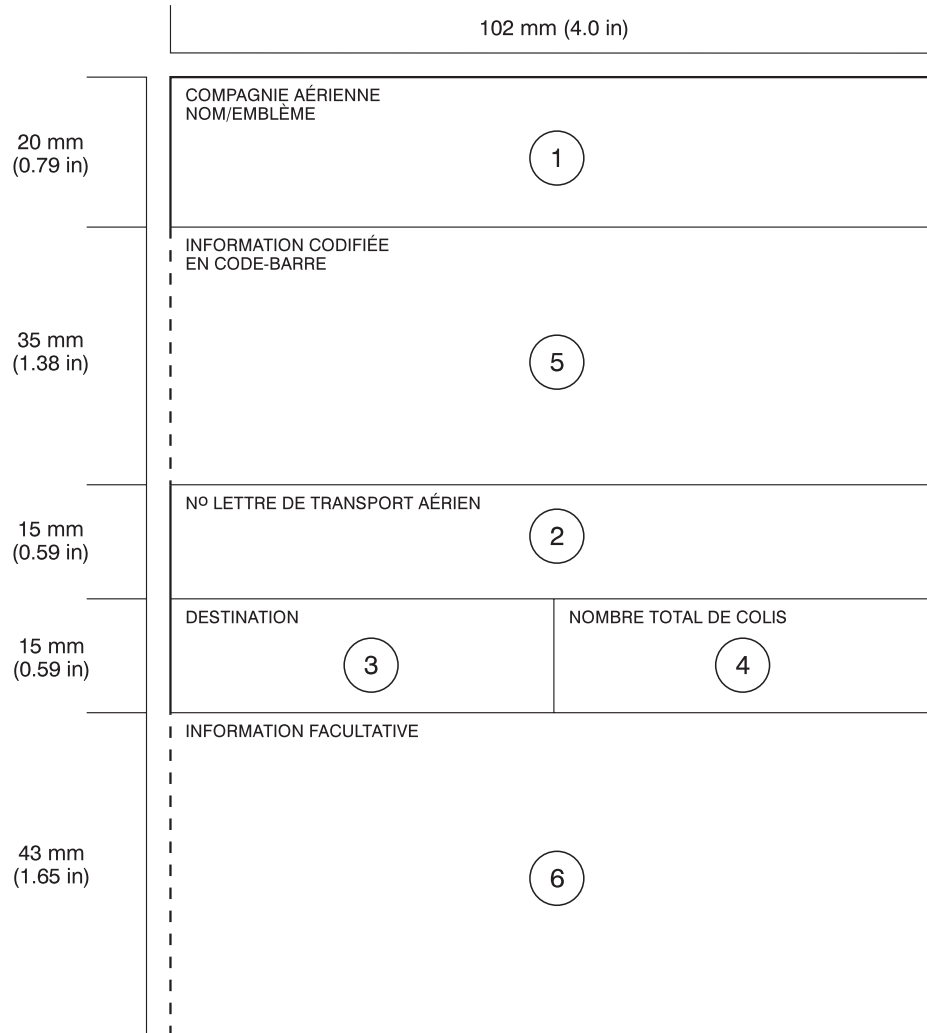 102 mm (4.0 in)
COMPAGNIE AÉRIENNE
NOM/EMBLÈME
20 mm
(0.79 in)
1
INFORMATION CODIFIÉE
EN CODE-BARRE
35 mm
(1.38 in)
5
Nº LETTRE DE TRANSPORT AÉRIEN
15 mm
(0.59 in)
2
DESTINATION
NOMBRE TOTAL DE COLIS
15 mm
(0.59 in)
3
4
INFORMATION FACULTATIVE
43 mm
(1.65 in)
6